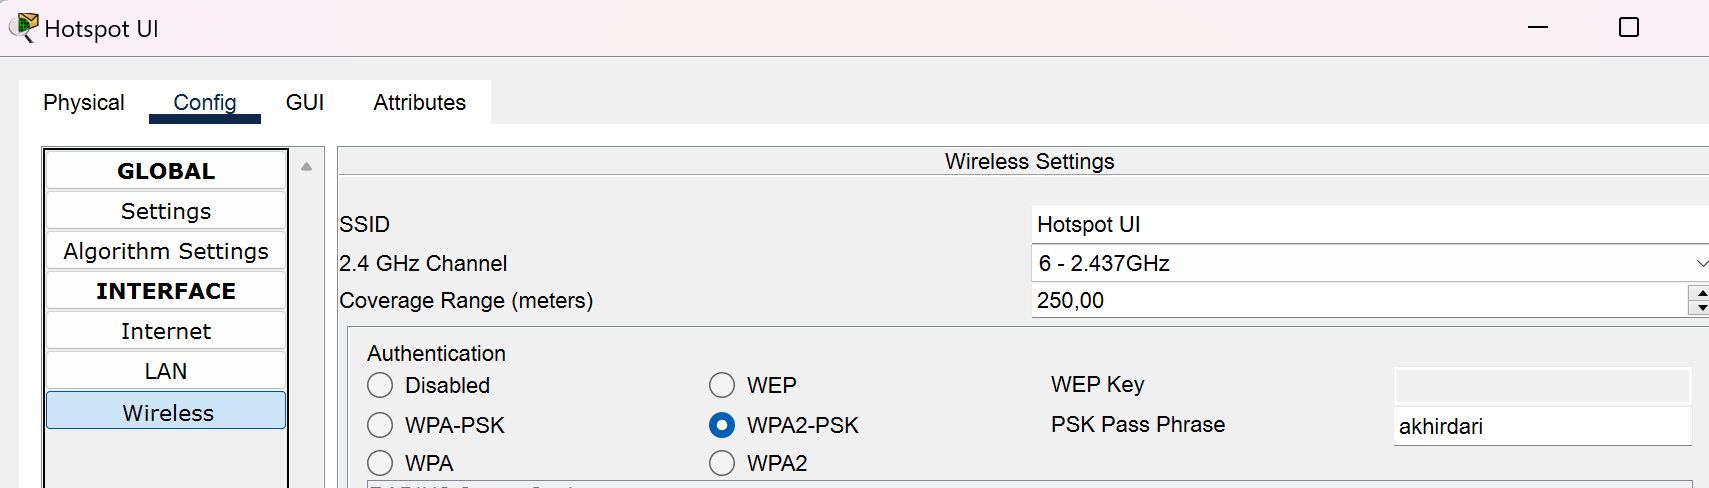 Hotspot UI
Physical Config GUI Attributes
GLOBAL
Settings
Algorithm Settings
INTERFACE
Internet
LAN
Wireless
Wireless Settings
SSID Hotspot UI
2.4 GHz Channel 6 - 2.437GHz
Coverage Range (meters) 250,00
Authentication
Disabled WEP WEP Key
WPA-PSK WPA2-PSK PSK Pass Phrase akhirdari
WPA WPA2